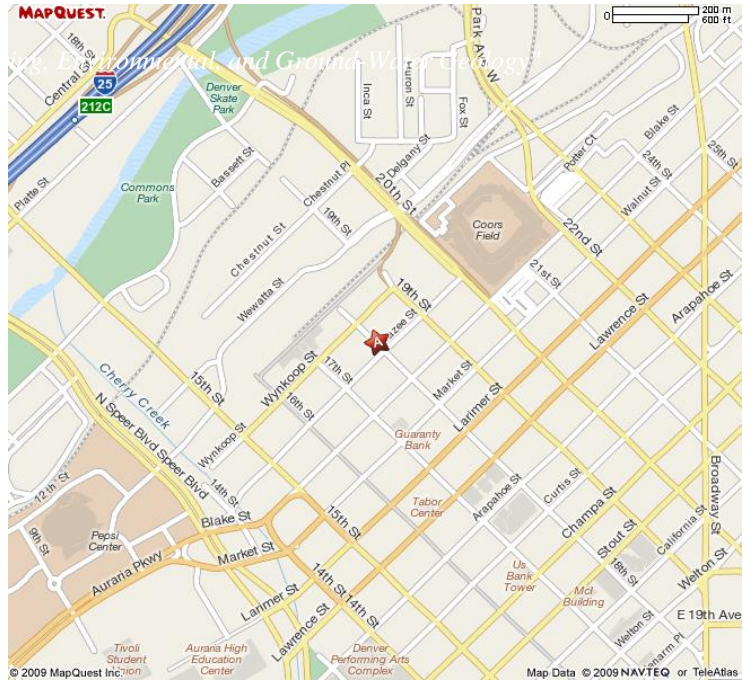 MAPQUEST.
0 200 m
600 ft
ing, Environmental, and Ground-Water Geology"
18th St
Central St
25
212C
Park Ave W
Denver
Skate
Park
Inca St
Huron St
Fox St
Delgany St
Potter Ct
Blake St
24th St
25th St
Walnut St
Platte St
Bassett St
Chestnut Pl
20th St
Commons
Park
19th St
Coors
Field
22nd St
Chestnut St
21st St
Wewatta St
19th St
Lawrence St
Arapahoe St
A
azee St
Wynkoop St
17th St
Market St
Larimer St
Cherry Creek
15th St
16th St
N Speer Blvd
Speer Blvd
Wynkoop St
Guaranty
Bank
12th St
14th St
Arapahoe St
Curtis St
Broadway St
Tabor
Center
Champa St
9th St
Pepsi
Center
Blake St
15th St
Stout St
California St
Auraria Pkwy
Market St
Us
Bank
Tower
18th St
Welton St
14th St
14th St
McI
Building
Larimer St
E 19th Ave
Lawrence St
Welton St
Tivoli
Student
Union
Auraria High
Education
Center
Denver
Performing Arts
Complex
© 2009 MapQuest Inc.
Map Data © 2009 NAVTEQ or TeleAtlas